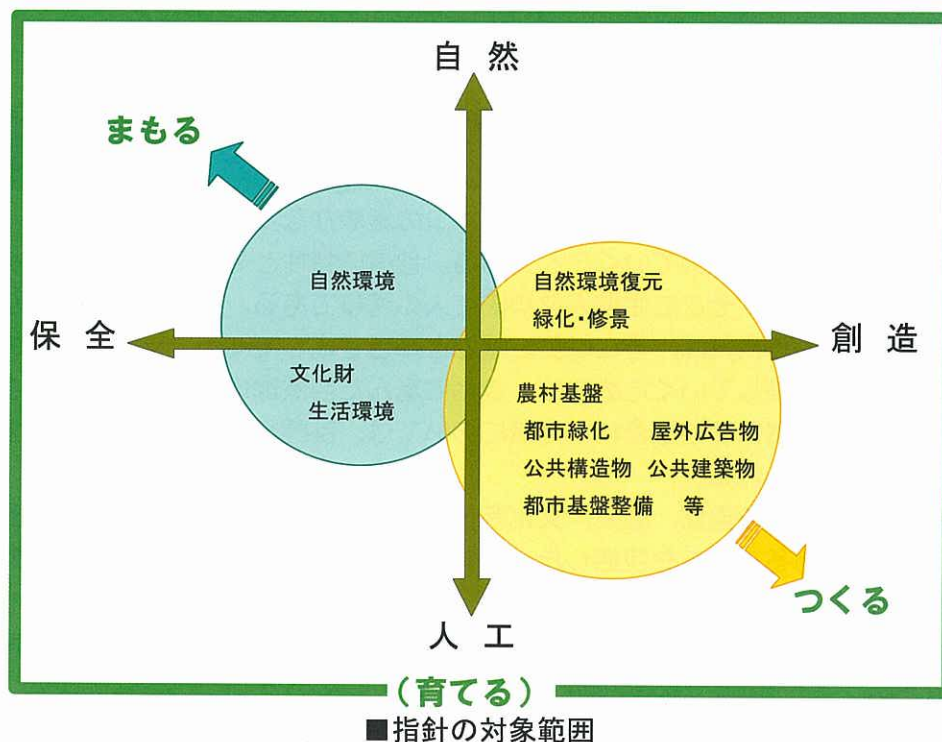 自 然
まもる
自然環境
自然環境復元
緑化・修景
保 全
創 造
文化財
生活環境
農村基盤
都市緑化 屋外広告物
公共構造物 公共建築物
都市基盤整備 等
つくる
人 工
(育てる)
■指針の対象範囲